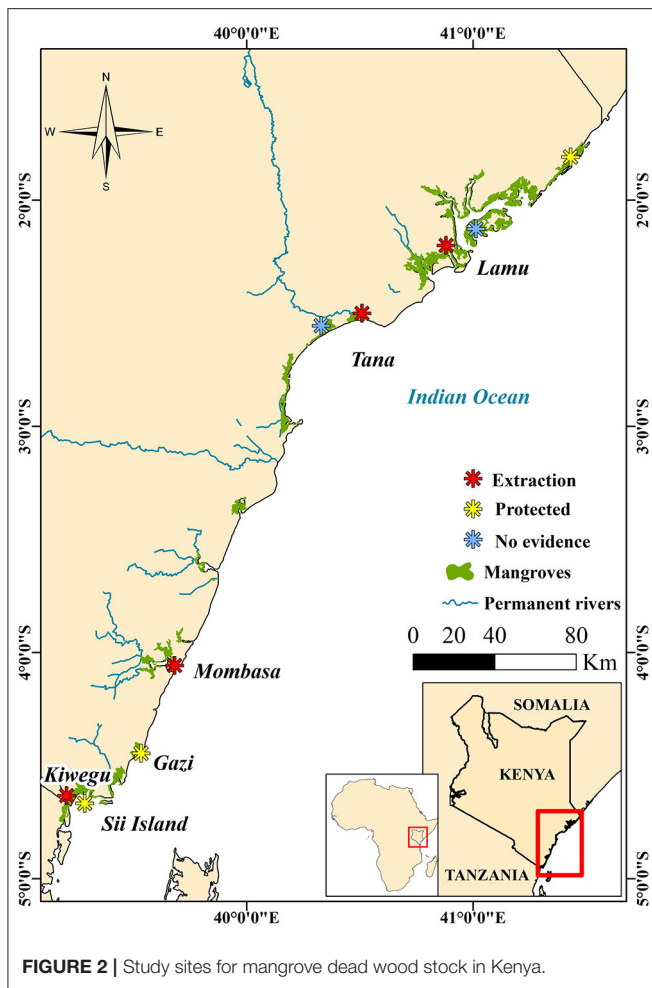 40°0'0"E 41°0'0"E
N
W E
S
2°0'0"S
2°0'0"S
Lamu
Tana
Indian Ocean
3°0'0"S
3°0'0"S
Extraction
Protected
No evidence
Mangroves
Permanent rivers
4°0'0"S
4°0'0"S
0 20 40 80
Km
Mombasa
Gazi
Kiwegu
Sii Island
SOMALIA
KENYA
TANZANIA
5°0'0"S
5°0'0"S
40°0'0"E 41°0'0"E
FIGURE 2 | Study sites for mangrove dead wood stock in Kenya.